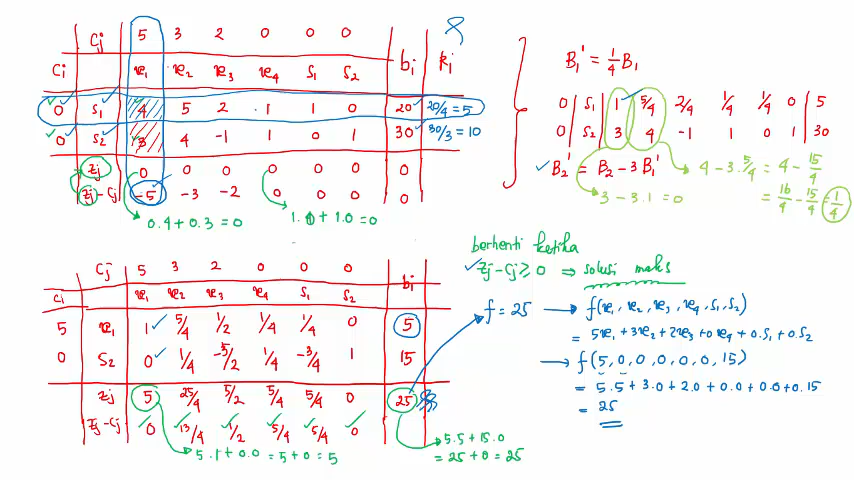 Cj 5 3 2 0 0 0
Ci x1 x2 x3 x4 s1 s2 bi Ri
0 s1 4 5 2 1 1 0 20 20/4 = 5
0 s2 3 4 -1 1 0 1 30 30/3 = 10
Zj 0 0 0 0 0 0 0
Zj - Cj -5 -3 -2 0 0 0 0
0.4 + 0.3 = 0
1.0 + 1.0 = 0
B1' = 1/4 B1
0 s1 1 5/4 2/4 1/4 1/4 0 5
0 s2 3 4 -1 1 0 1 30
B2' = B2 - 3 B1'
4 - 3.5/4 = 4 - 15/4
= 16/4 - 15/4 = 1/4
3 - 3.1 = 0
Cj 5 3 2 0 0 0
Ci x1 x2 x3 x4 s1 s2 bi
5 x1 1 5/4 1/2 1/4 1/4 0 5
0 s2 0 1/4 -5/2 1/4 -3/4 1 15
Zj 5 25/4 5/2 5/4 5/4 0 25
Zj - Cj 0 13/4 1/2 5/4 5/4 0
5.1 + 0.0 = 5 + 0 = 5
5.5 + 15.0
= 25 + 0 = 25
berhenti ketika
Zj - Cj ≥ 0 ⇒ solusi maks
f = 25 → f(x1, x2, x3, x4, s1, s2)
= 5x1 + 3x2 + 2x3 + 0x4 + 0.s1 + 0.s2
→ f(5, 0, 0, 0, 0, 0, 15)
= 5.5 + 3.0 + 2.0 + 0.0 + 0.0 + 0.15
= 25